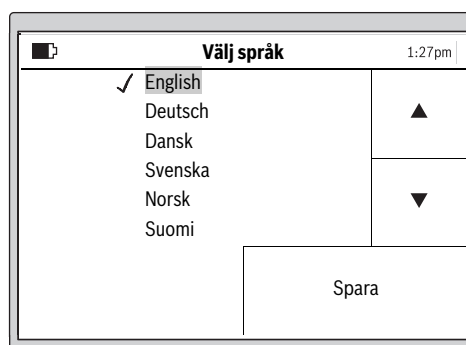 Välj språk 1:27pm
✓ English
Deutsch
Dansk
Svenska
Norsk
Suomi
Spara